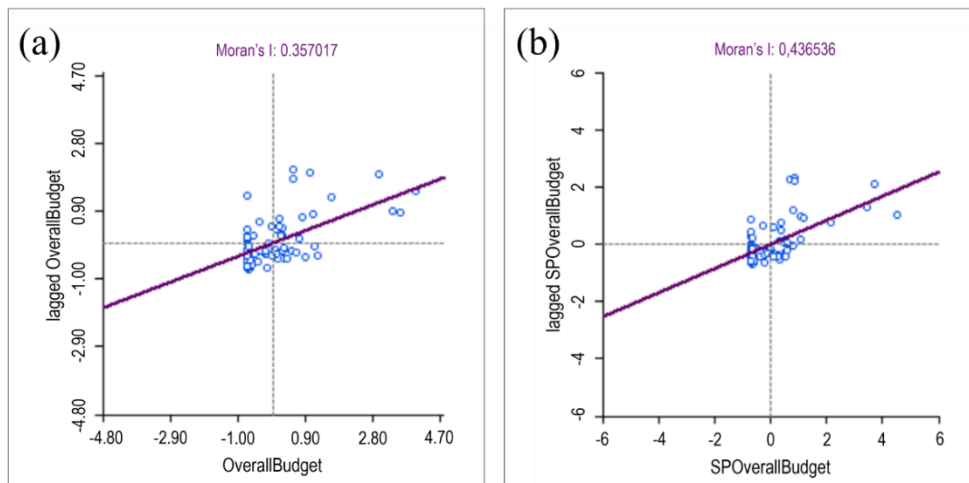 (a)
Moran's I: 0.357017
4.70
2.80
0.90
-1.00
-2.90
-4.80
lagged OverallBudget
-4.80 -2.90 -1.00 0.90 2.80 4.70
OverallBudget
(b)
Moran's I: 0,436536
6
4
2
0
-2
-4
-6
lagged SPOverallBudget
-6 -4 -2 0 2 4 6
SPOverallBudget